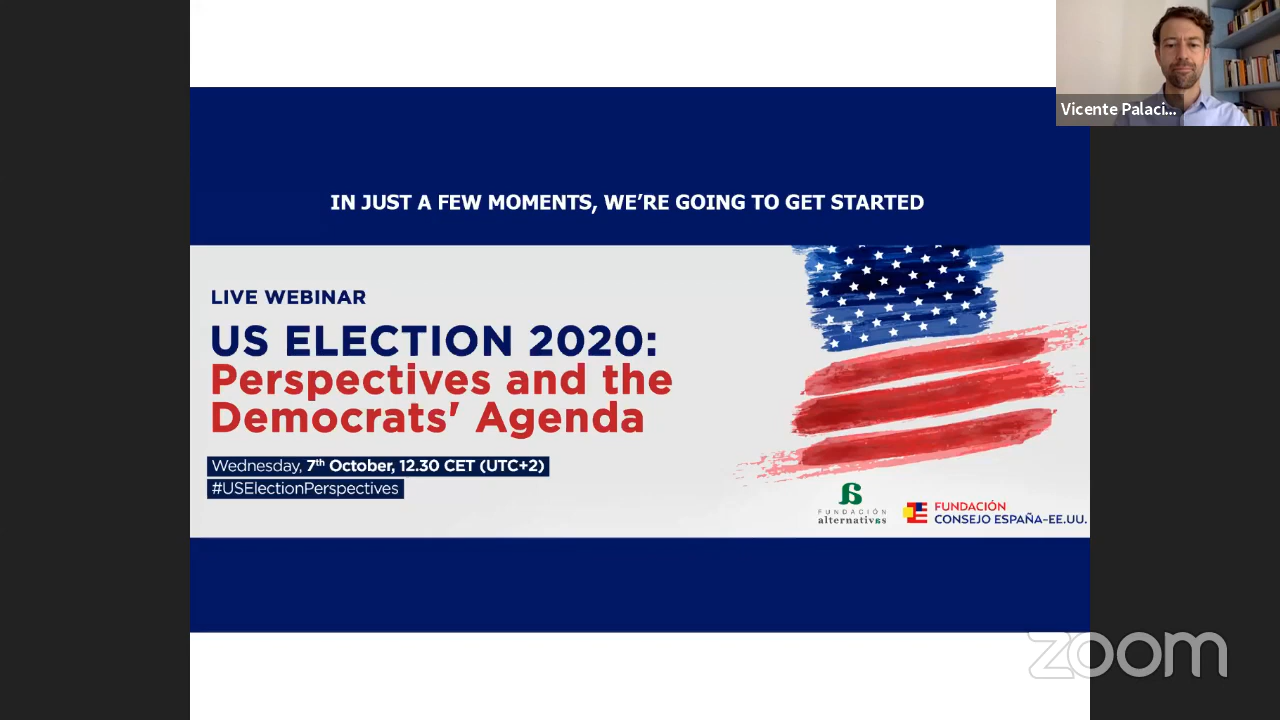 Vicente Palaci...
IN JUST A FEW MOMENTS, WE'RE GOING TO GET STARTED
LIVE WEBINAR
US ELECTION 2020:
Perspectives and the
Democrats' Agenda
Wednesday, 7th October, 12.30 CET (UTC+2)
#USElectionPerspectives
FUNDACIÓN
alternativas
FUNDACIÓN
CONSEJO ESPAÑA-EE.UU.
zoom